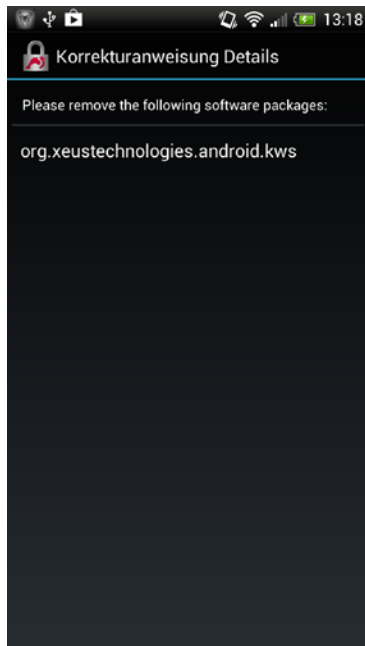 13:18
Korrekturanweisung Details
Please remove the following software packages:
org.xeustechnologies.android.kws